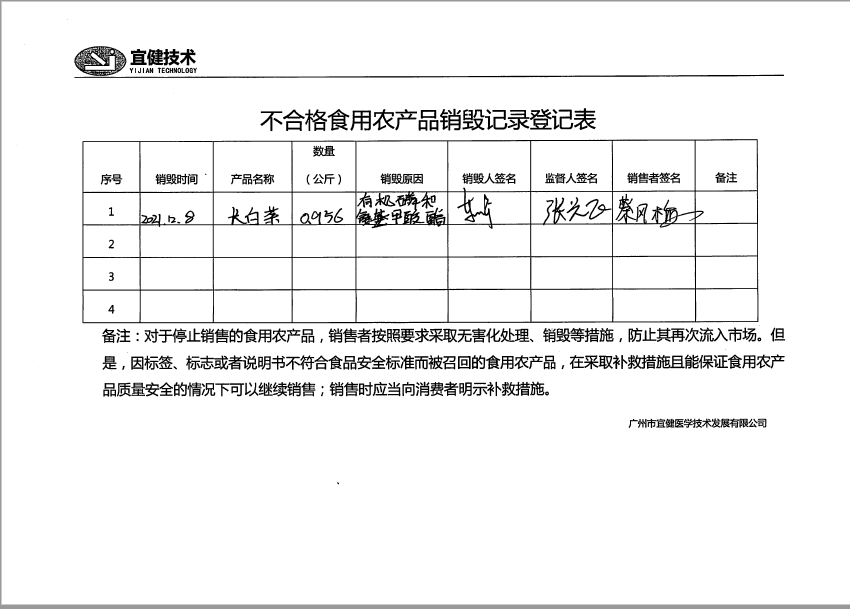 宜健技术
YIJIAN TECHNOLOGY
不合格食用农产品销毁记录登记表
序号 销毁时间 产品名称 数量（公斤） 销毁原因 销毁人签名 监督人签名 销售者签名 备注
1 2021.12.8 长白菜 0.956 有机磷和氨基甲酸酯
2
3
4
备注：对于停止销售的食用农产品，销售者按照要求采取无害化处理、销毁等措施，防止其再次流入市场。但
是，因标签、标志或者说明书不符合食品安全标准而被召回的食用农产品，在采取补救措施且能保证食用农产
品质量安全的情况下可以继续销售；销售时应当向消费者明示补救措施。
广州市宜健医学技术发展有限公司